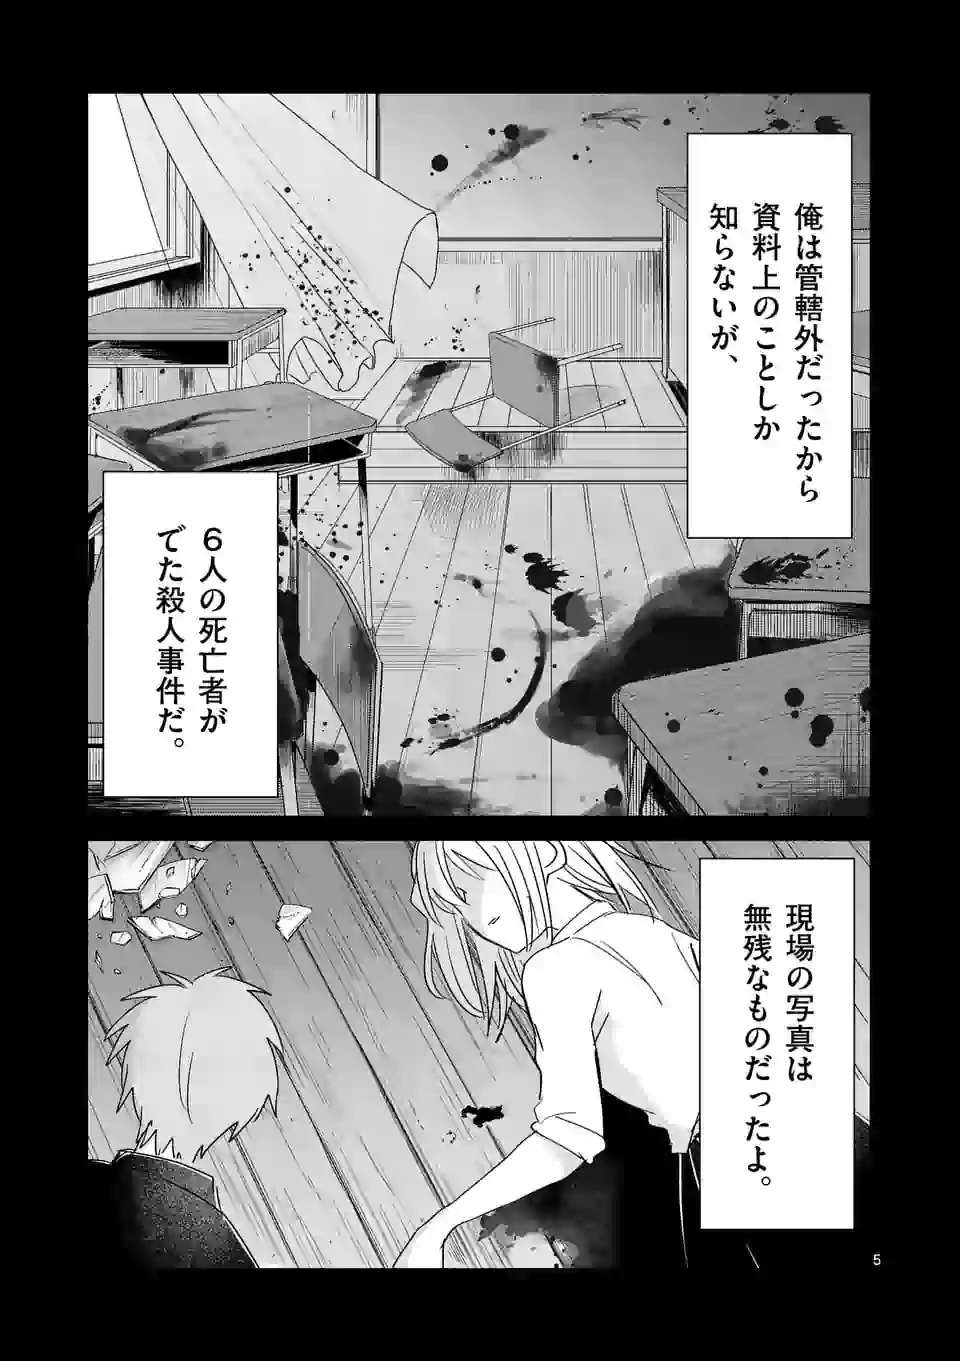 俺は管轄外だったから
資料上のことしか
知らないが、
6人の死亡者が
でた殺人事件だ。
現場の写真は
無残なものだったよ。
5